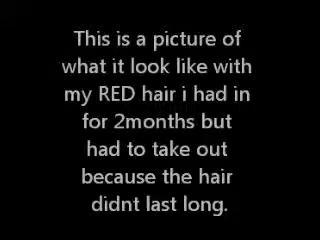 This is a picture of
what it look like with
my RED hair i had in
for 2months but
had to take out
because the hair
didnt last long.